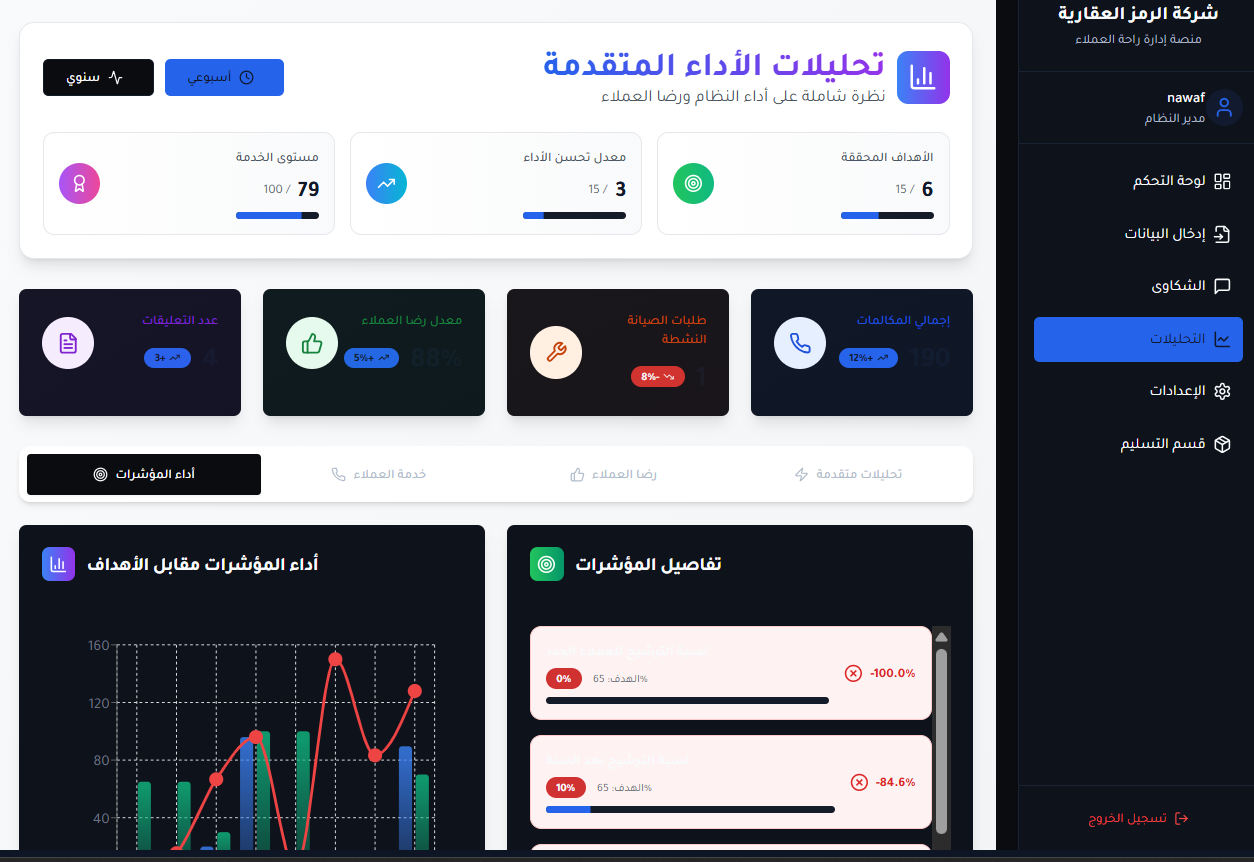 شركة الرمز العقارية
منصة إدارة راحة العملاء
nawaf
مدير النظام
لوحة التحكم
إدخال البيانات
الشكاوى
التحليلات
الإعدادات
قسم التسليم
تسجيل الخروج
تحليلات الأداء المتقدمة
نظرة شاملة على أداء النظام ورضا العملاء
أسبوعي
سنوي
الأهداف المحققة
6 / 15
معدل تحسن الأداء
3 / 15
مستوى الخدمة
79 / 100
إجمالي المكالمات
190
+12%
طلبات الصيانة
النشطة
1
-8%
معدل رضا العملاء
88%
+5%
عدد التعليقات
4
+3
تحليلات متقدمة
رضا العملاء
خدمة العملاء
أداء المؤشرات
تفاصيل المؤشرات
-100.0%
0%
الهدف: 65%
-84.6%
10%
الهدف: 65%
أداء المؤشرات مقابل الأهداف
160
120
80
40